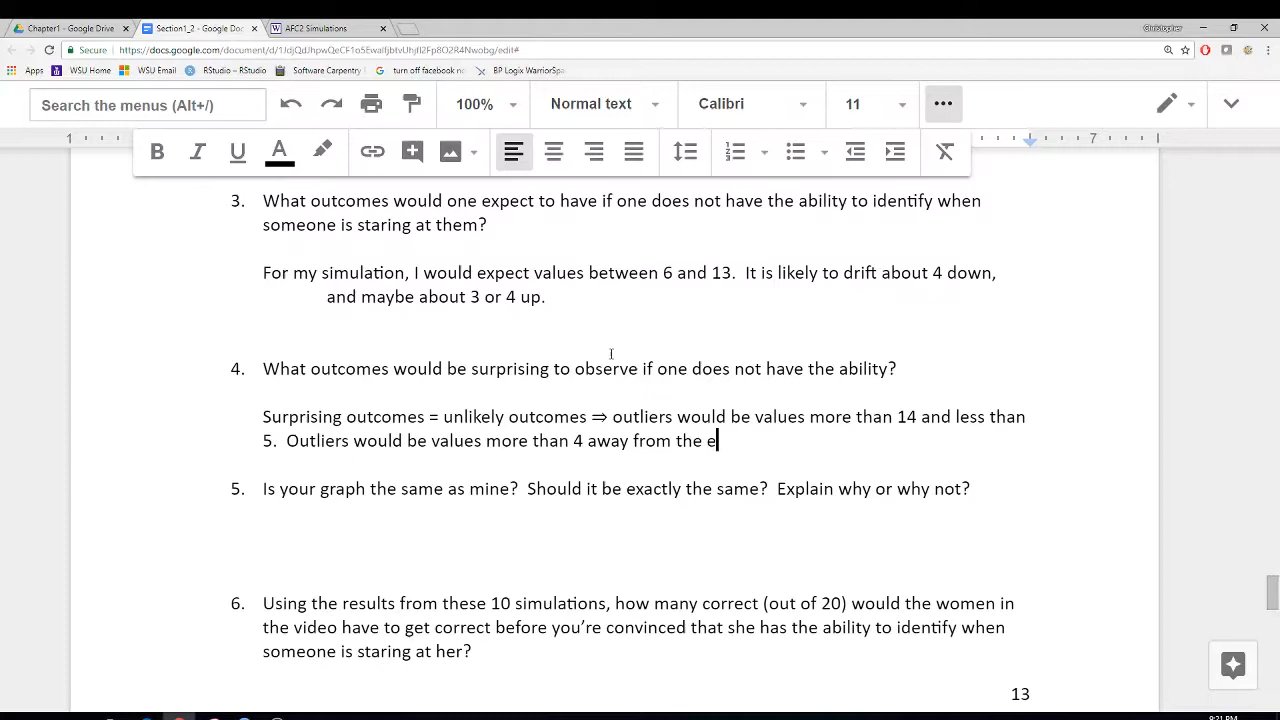 Chapter1 - Google Drive
Section1_2 - Google Doc
AFC2 Simulations
Christopher
Secure
Apps
WSU Home
WSU Email
RStudio – RStudio
Software Carpentry
turn off facebook
BP Logix WarriorSp
Search the menus (Alt+/)
100%
Normal text
Calibri
11
1
7
3. What outcomes would one expect to have if one does not have the ability to identify when
someone is staring at them?
For my simulation, I would expect values between 6 and 13. It is likely to drift about 4 down,
and maybe about 3 or 4 up.
4. What outcomes would be surprising to observe if one does not have the ability?
Surprising outcomes = unlikely outcomes ⇒ outliers would be values more than 14 and less than
5. Outliers would be values more than 4 away from the e
5. Is your graph the same as mine? Should it be exactly the same? Explain why or why not?
6. Using the results from these 10 simulations, how many correct (out of 20) would the women in
the video have to get correct before you’re convinced that she has the ability to identify when
someone is staring at her?
13